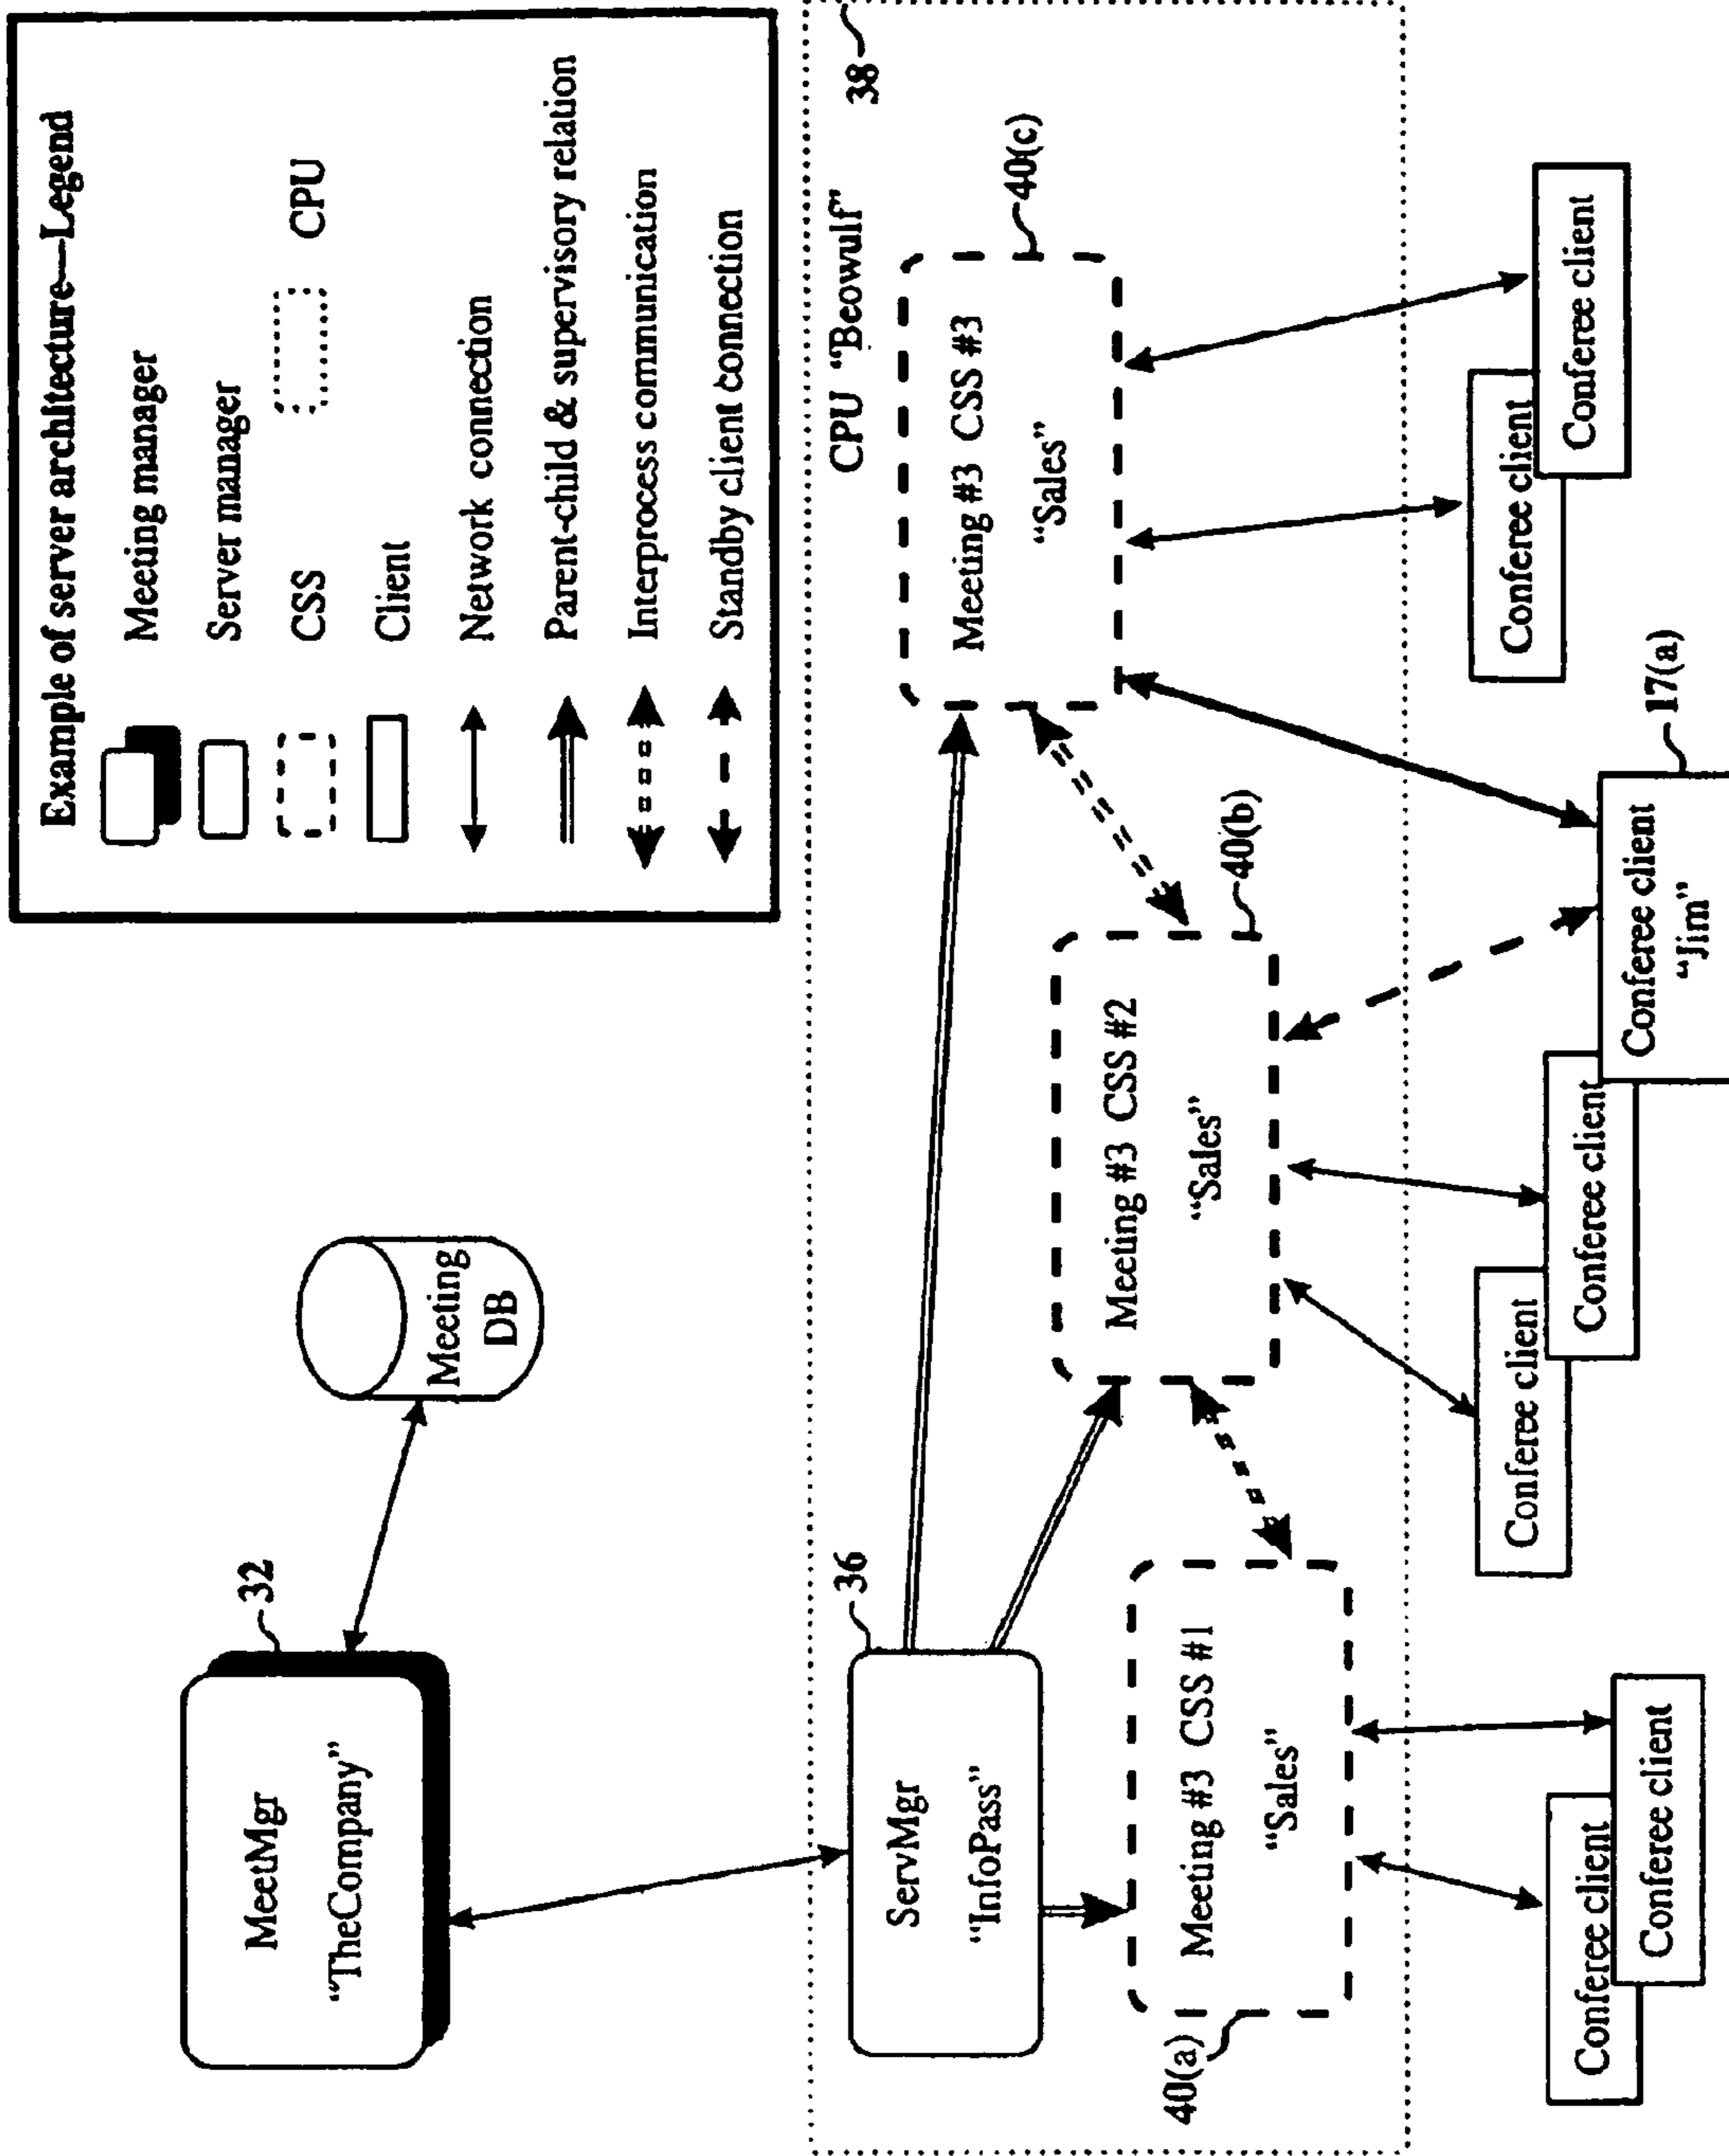 Example of server architecture—Legend
Meeting manager
Server manager
CSS
CPU
Client
Network connection
Parent-child & supervisory relation
Interprocess communication
Standby client connection
32
MeetMgr
"TheCompany"
Meeting
DB
38
CPU "Beowulf"
36
ServMgr
"InfoPass"
40(a)
Meeting #3 CSS #1
"Sales"
40(b)
Meeting #3 CSS #2
"Sales"
40(c)
Meeting #3 CSS #3
"Sales"
Conferee client
Conferee client
Conferee client
Conferee client
17(a)
Conferee client
"Jim"
Conferee client
Conferee client